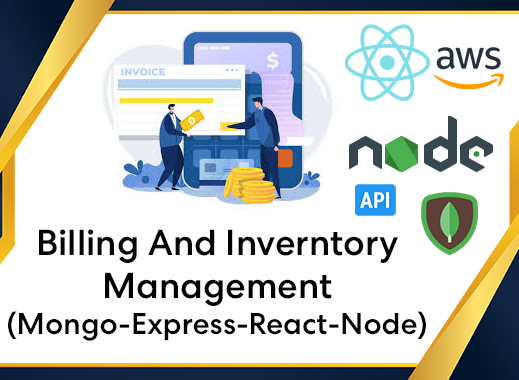 INVOICE
$
aws
node
API
Billing And Inverntory
Management
(Mongo-Express-React-Node)